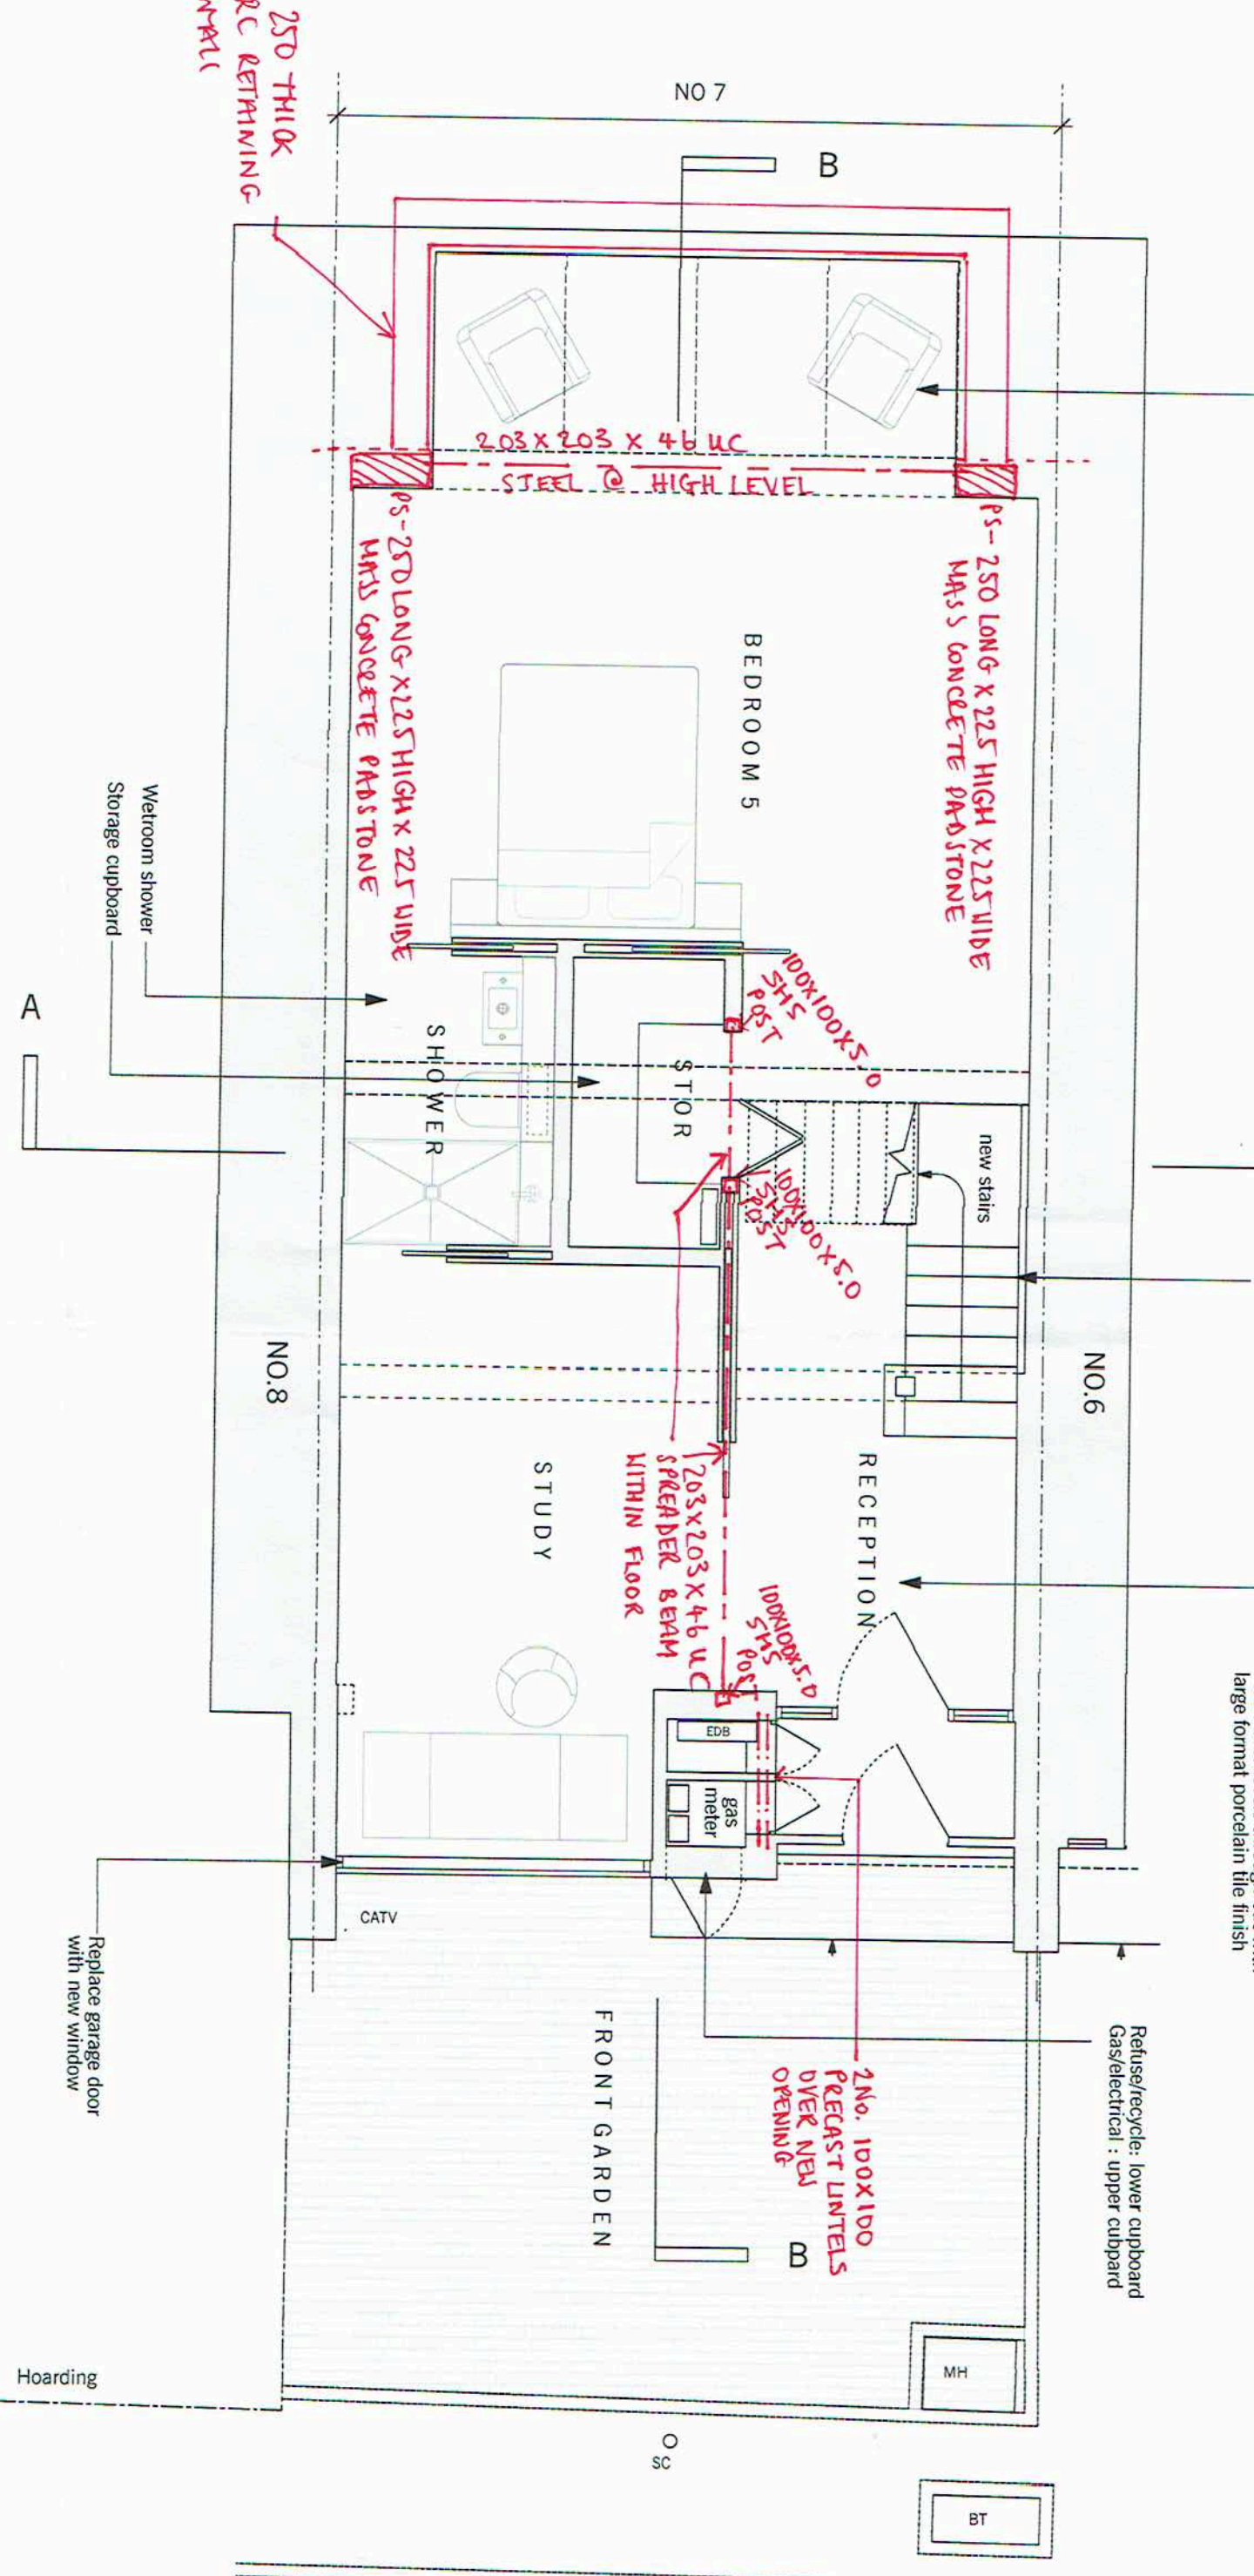 250 THICK
RC RETAINING
WALL
NO 7
B
203 X 203 X 46 UC
STEEL @ HIGH LEVEL
PS- 250 LONG X 225 HIGH X 225 WIDE
MASS CONCRETE PADSTONE
PS- 250 LONG X 225 HIGH X 225 WIDE
MASS CONCRETE PADSTONE
BEDROOM 5
Wetroom shower
Storage cupboard
A
SHOWER
STOR
100X100X5.0
SHS
POST
100X100X5.0
SHS
POST
new stairs
NO.8
NO.6
RECEPTION
STUDY
203X203X46 UC
SPREADER BEAM
WITHIN FLOOR
100X100X5.0
SHS
POST
EDB
gas
meter
large format porcelain tile finish
CATV
Replace garage door
with new window
FRONT GARDEN
2No. 100X100
PRECAST LINTELS
OVER NEW
OPENING
Refuse/recycle: lower cupboard
Gas/electrical : upper cubpard
B
MH
Hoarding
SC
BT